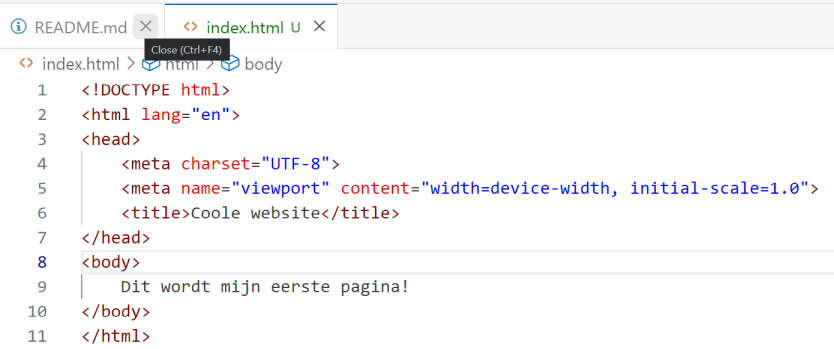 README.md
index.html U
Close (Ctrl+F4)
index.html > html > body
1 <!DOCTYPE html>
2 <html lang="en">
3 <head>
4 <meta charset="UTF-8">
5 <meta name="viewport" content="width=device-width, initial-scale=1.0">
6 <title>Coole website</title>
7 </head>
8 <body>
9 Dit wordt mijn eerste pagina!
10 </body>
11 </html>